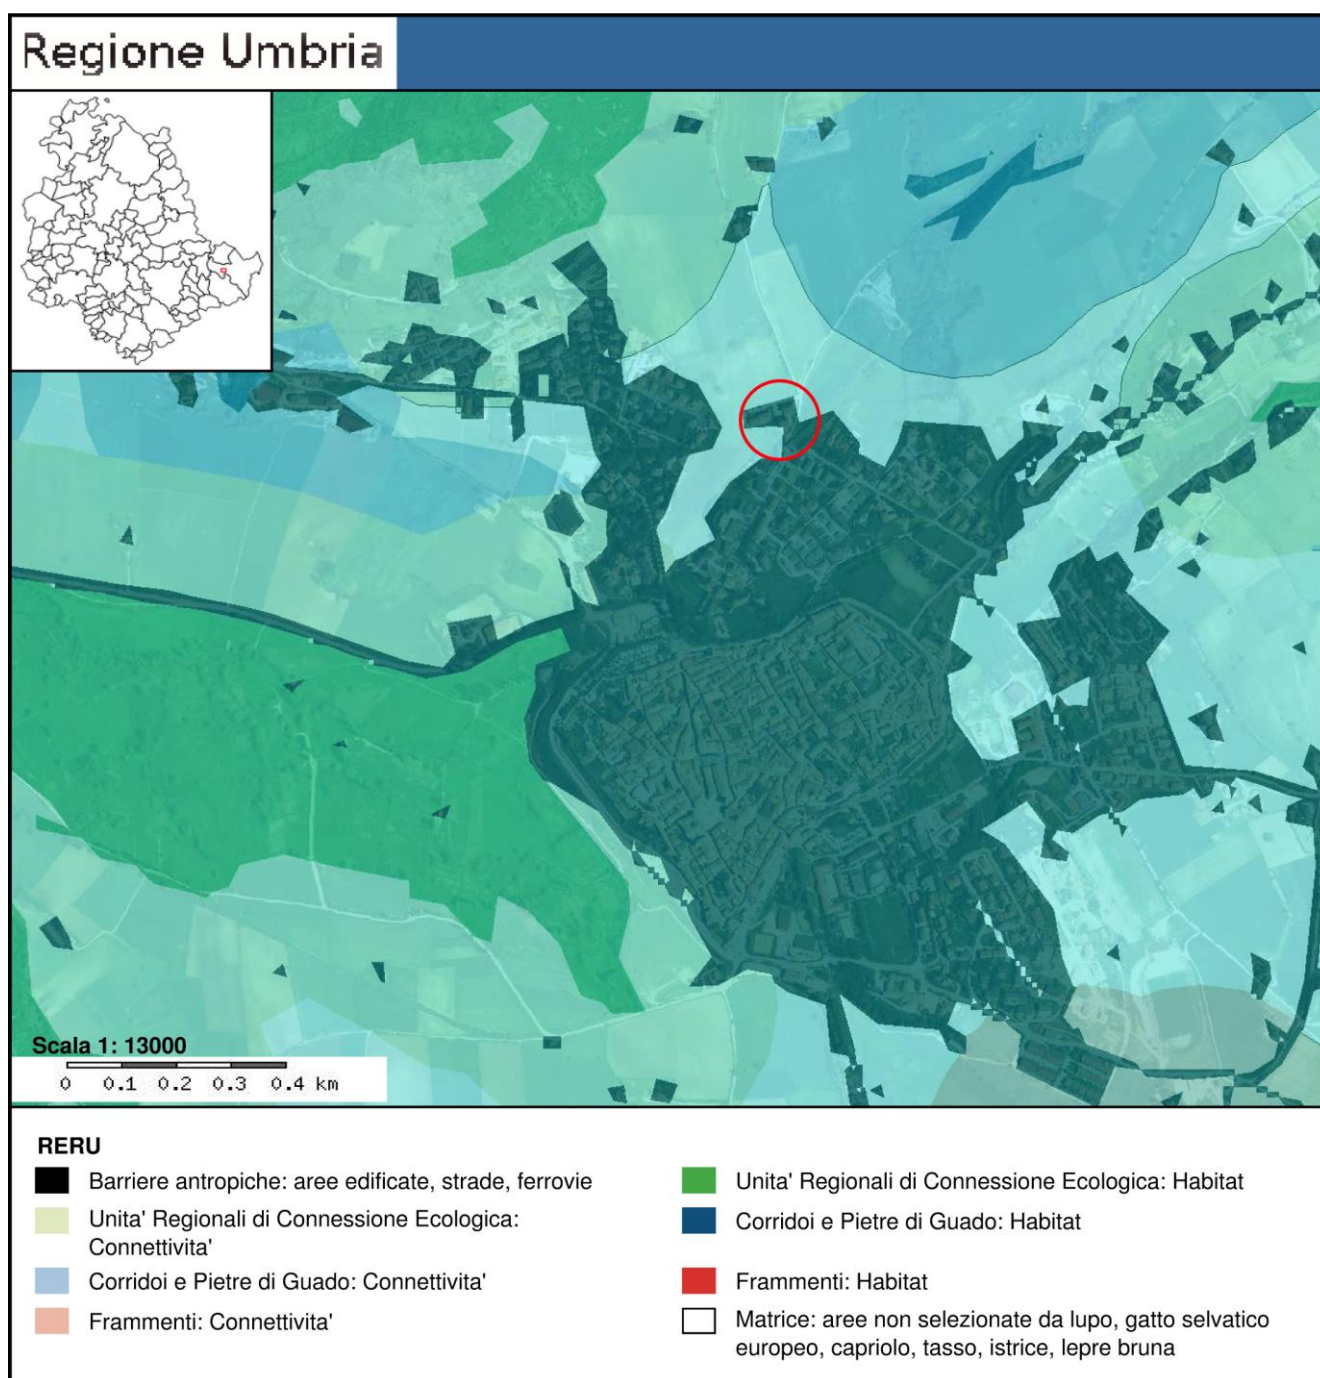 Regione Umbria
Scala 1: 13000
0 0.1 0.2 0.3 0.4 km
RERU
Barriere antropiche: aree edificate, strade, ferrovie
Unita' Regionali di Connessione Ecologica:
Connettivita'
Corridoi e Pietre di Guado: Connettivita'
Frammenti: Connettivita'
Unita' Regionali di Connessione Ecologica: Habitat
Corridoi e Pietre di Guado: Habitat
Frammenti: Habitat
Matrice: aree non selezionate da lupo, gatto selvatico
europeo, capriolo, tasso, istrice, lepre bruna